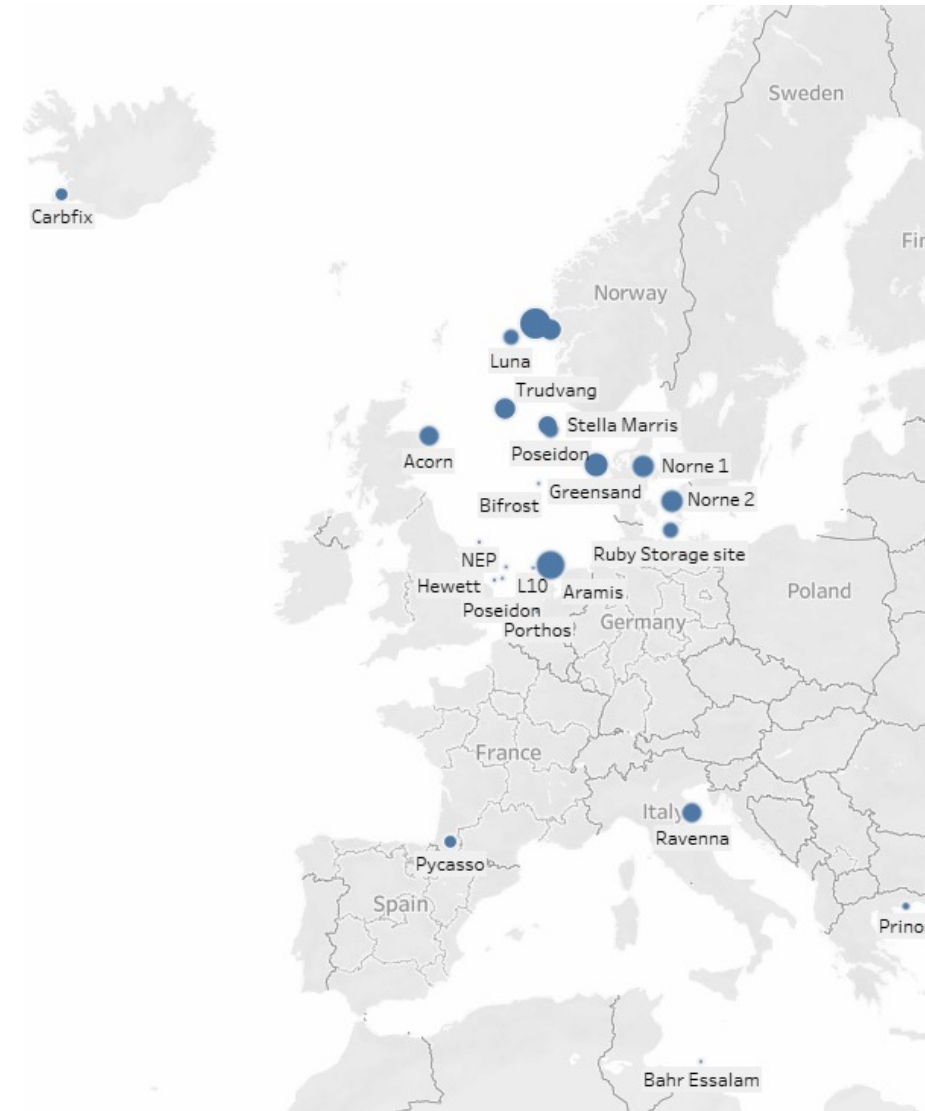 Sweden
Carbfix
Fin
Norway
Luna
Trudvang
Stella Marris
Acorn
Poseidon
Norne 1
Greensand
Bifrost
Norne 2
NEP
Ruby Storage site
Hewett
L10
Aramis
Poland
Poseidon
Porthos
Germany
France
Italy
Ravenna
Pycasso
Spain
Prino
Bahr Essalam